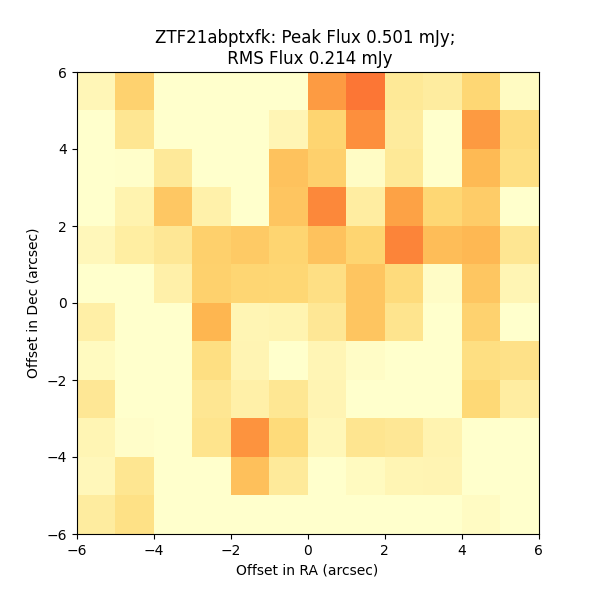 ZTF21abptxfk: Peak Flux 0.501 mJy;
RMS Flux 0.214 mJy
6
4
2
0
−2
−4
−6
Offset in Dec (arcsec)
−6 −4 −2 0 2 4 6
Offset in RA (arcsec)